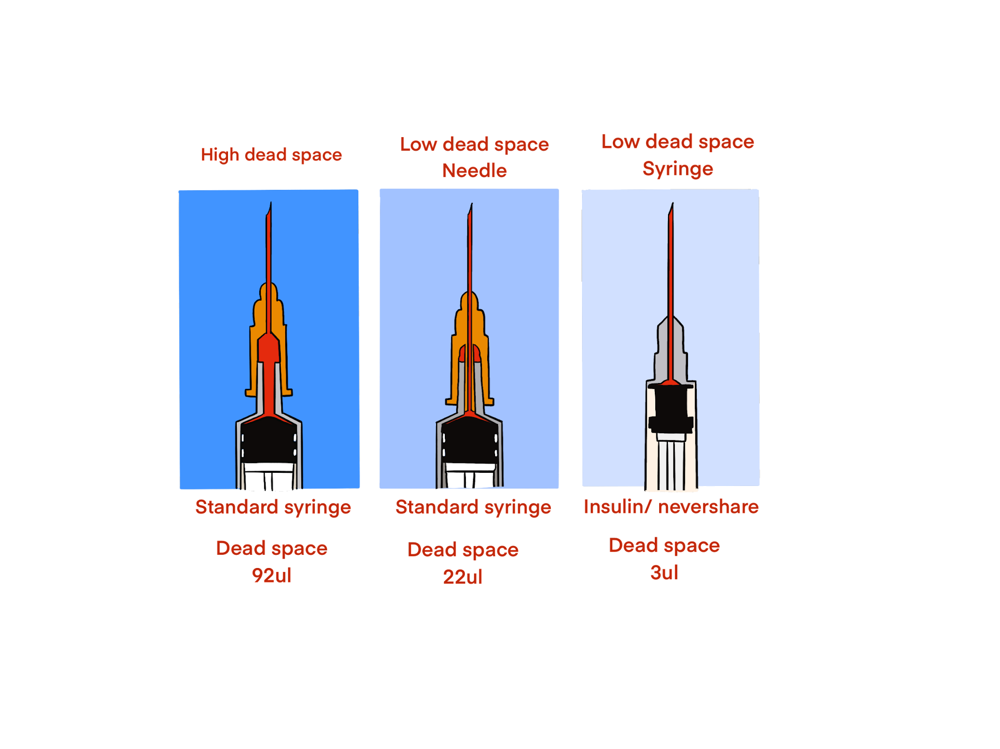 High dead space
Low dead space
Needle
Low dead space
Syringe
Standard syringe
Standard syringe
Insulin/ nevershare
Dead space
92ul
Dead space
22ul
Dead space
3ul